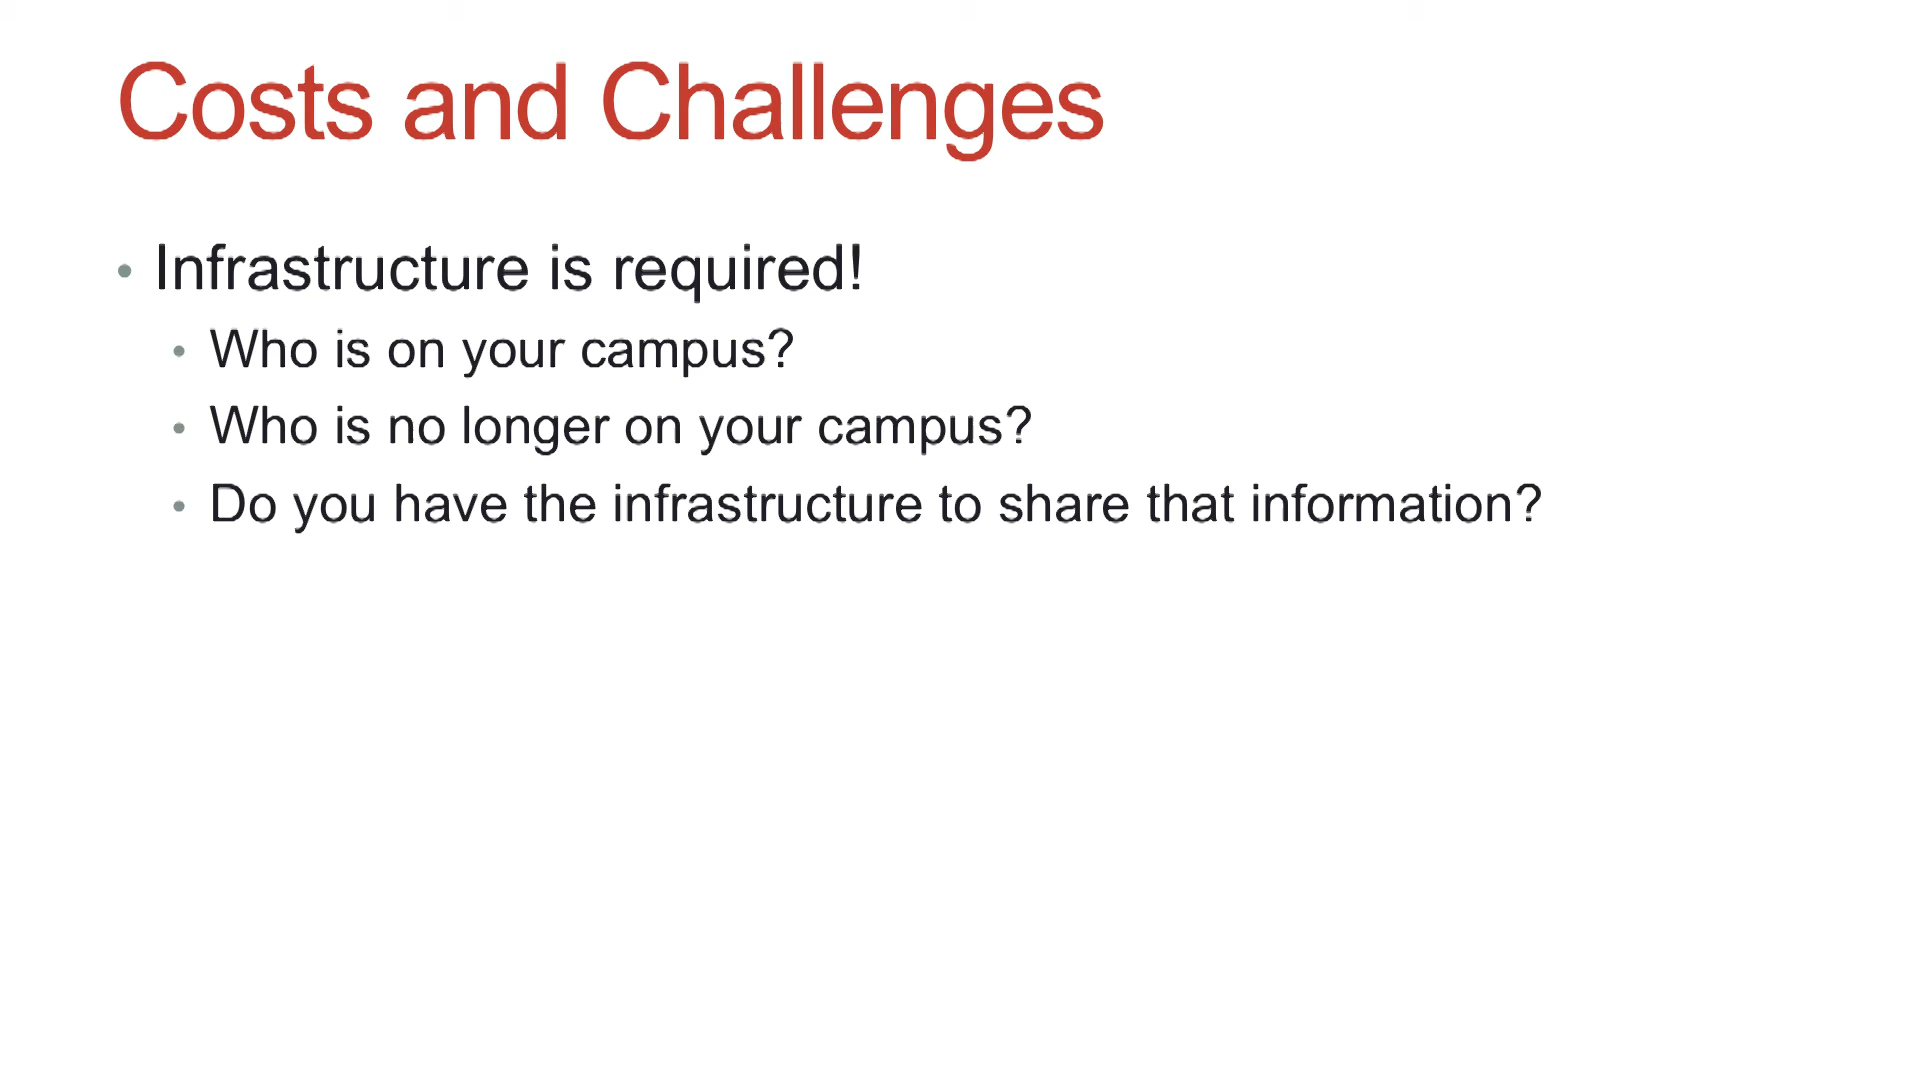 Costs and Challenges
• Infrastructure is required!
• Who is on your campus?
• Who is no longer on your campus?
• Do you have the infrastructure to share that information?